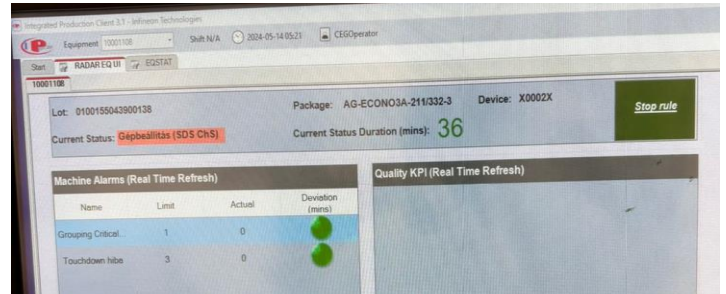 Integrated Production Client 3.1 - Infineon Technologies
Equipment 10001108 Shift N/A 2024-05-14 05:21 CEGOperator
Start RADAR EQ UI EQSTAT
10001108
Lot: 0100155043900138 Package: AG-ECONO3A-211/332-3 Device: X0002X Stop rule
Current Status: Gépbeállítás (SDS ChS) Current Status Duration (mins): 36
Machine Alarms (Real Time Refresh) Quality KPI (Real Time Refresh)
Name Limit Actual Deviation (mins)
Grouping Critical... 1 0
Touchdown hiba 3 0